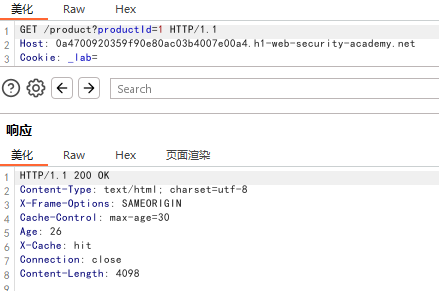 美化 Raw Hex
1 GET /product?productId=1 HTTP/1.1
2 Host: 0a4700920359f90e80ac03b4007e00a4.h1-web-security-academy.net
3 Cookie: _lab=
Search
响应
美化 Raw Hex 页面渲染
1 HTTP/1.1 200 OK
2 Content-Type: text/html; charset=utf-8
3 X-Frame-Options: SAMEORIGIN
4 Cache-Control: max-age=30
5 Age: 26
6 X-Cache: hit
7 Connection: close
8 Content-Length: 4098
9